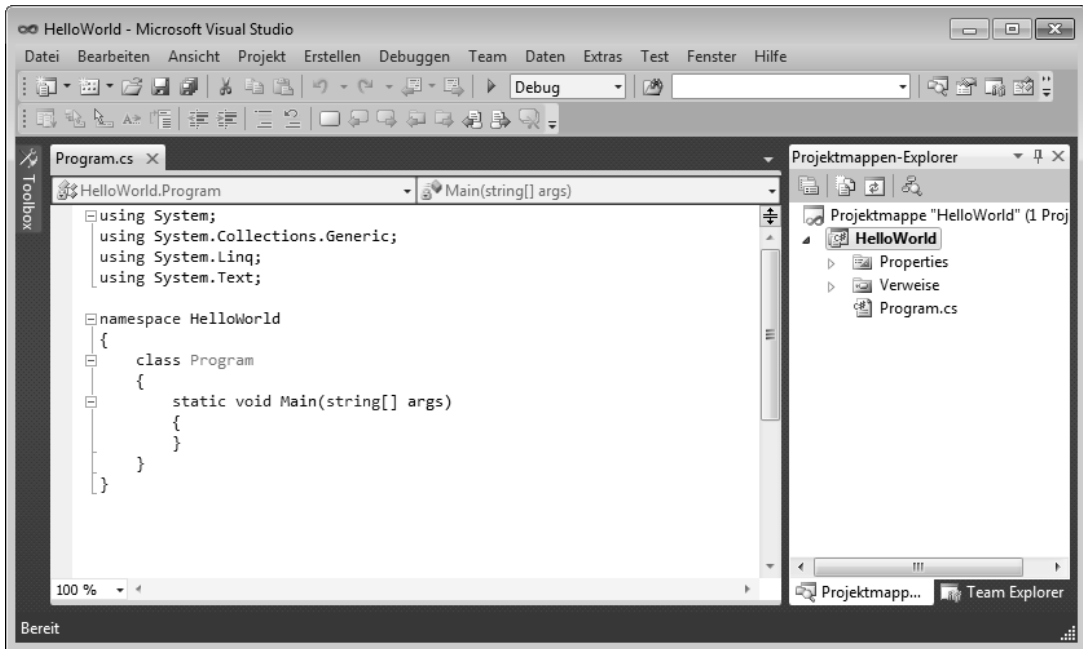 HelloWorld - Microsoft Visual Studio
Datei Bearbeiten Ansicht Projekt Erstellen Debuggen Team Daten Extras Test Fenster Hilfe
Debug
Toolbox
Program.cs
HelloWorld.Program
Main(string[] args)
using System;
using System.Collections.Generic;
using System.Linq;
using System.Text;
namespace HelloWorld
{
class Program
{
static void Main(string[] args)
{
}
}
}
100 %
Projektmappen-Explorer
Projektmappe "HelloWorld" (1 Proj
HelloWorld
Properties
Verweise
Program.cs
Projektmapp...
Team Explorer
Bereit